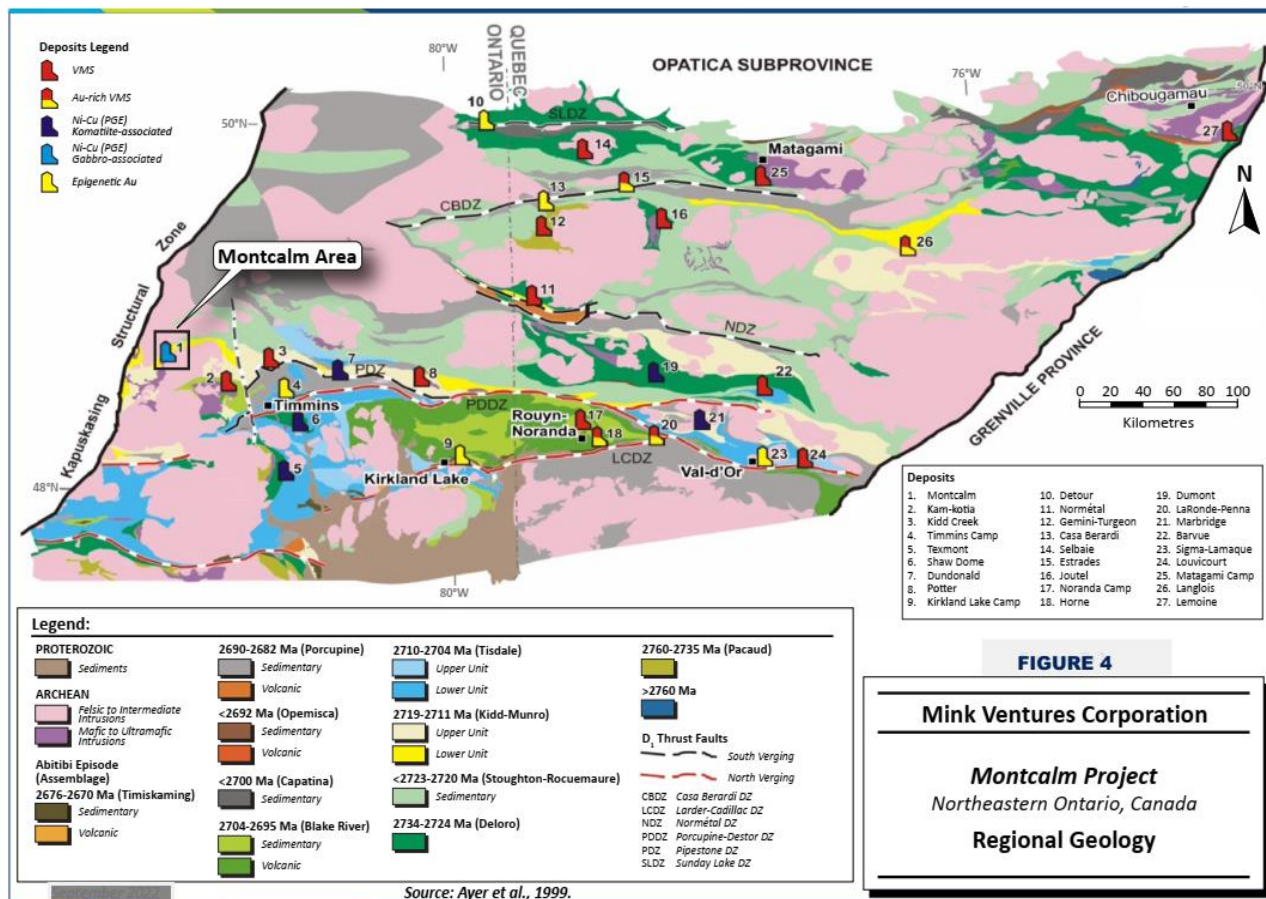 Deposits Legend
VMS
Au-rich VMS
Ni-Cu (PGE)
Komatiite-associated
Ni-Cu (PGE)
Gabbro-associated
Epigenetic Au
80°W
ONTARIO
QUEBEC
OPATICA SUBPROVINCE
76°W
50°N
50°N
Chibougamau
27
N
10
SLDZ
14
Matagami
25
15
13
CBDZ
12
16
26
Montcalm Area
Kapuskasing Structural Zone
11
NDZ
1
2
3
7
PDZ
8
4
Timmins
6
PDDZ
19
22
Rouyn-
Noranda
17
18
20
21
9
Kirkland Lake
LCDZ
Val-d'Or
23
24
5
48°N
80°W
GRENVILLE PROVINCE
0 20 40 60 80 100
Kilometres
Deposits
1. Montcalm
2. Kam-kotia
3. Kidd Creek
4. Timmins Camp
5. Texmont
6. Shaw Dome
7. Dundonald
8. Potter
9. Kirkland Lake Camp
10. Detour
11. Normétal
12. Gemini-Turgeon
13. Casa Berardi
14. Selbaie
15. Estrades
16. Joutel
17. Noranda Camp
18. Horne
19. Dumont
20. LaRonde-Penna
21. Marbridge
22. Barvue
23. Sigma-Lamaque
24. Louvicourt
25. Matagami Camp
26. Langlois
27. Lemoine
Legend:
PROTEROZOIC
Sediments
ARCHEAN
Felsic to Intermediate
Intrusions
Mafic to Ultramafic
Intrusions
Abitibi Episode
(Assemblage)
2676-2670 Ma (Timiskaming)
Sedimentary
Volcanic
2690-2682 Ma (Porcupine)
Sedimentary
Volcanic
<2692 Ma (Opemisca)
Sedimentary
Volcanic
<2700 Ma (Capatina)
Sedimentary
2704-2695 Ma (Blake River)
Sedimentary
Volcanic
2710-2704 Ma (Tisdale)
Upper Unit
Lower Unit
2719-2711 Ma (Kidd-Munro)
Upper Unit
Lower Unit
<2723-2720 Ma (Stoughton-Rocuemaure)
Sedimentary
2734-2724 Ma (Deloro)
2760-2735 Ma (Pacaud)
>2760 Ma
D1 Thrust Faults
South Verging
North Verging
CBDZ Casa Berardi DZ
LCDZ Larder-Cadillac DZ
NDZ Normétal DZ
PDDZ Porcupine-Destor DZ
PDZ Pipestone DZ
SLDZ Sunday Lake DZ
FIGURE 4
Mink Ventures Corporation
Montcalm Project
Northeastern Ontario, Canada
Regional Geology
September 2022
Source: Ayer et al., 1999.